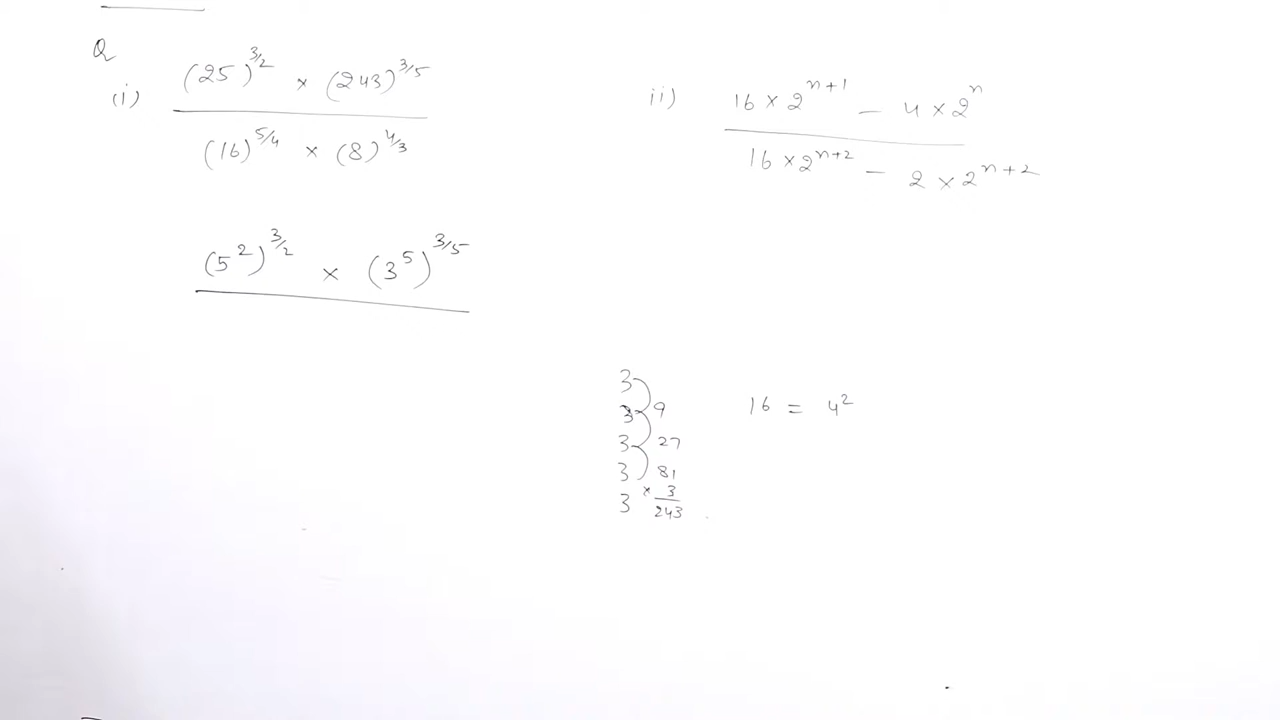 Q
(i) (25)^{3/2} × (243)^{3/5}
(16)^{5/4} × (8)^{4/3}
ii) 16 × 2^{n+1} - 4 × 2^{n}
16 × 2^{n+2} - 2 × 2^{n+2}
(5^{2})^{3/2} × (3^{5})^{3/5}
3
3 9
3 27
3 81
× 3
3 243
16 = 4^{2}